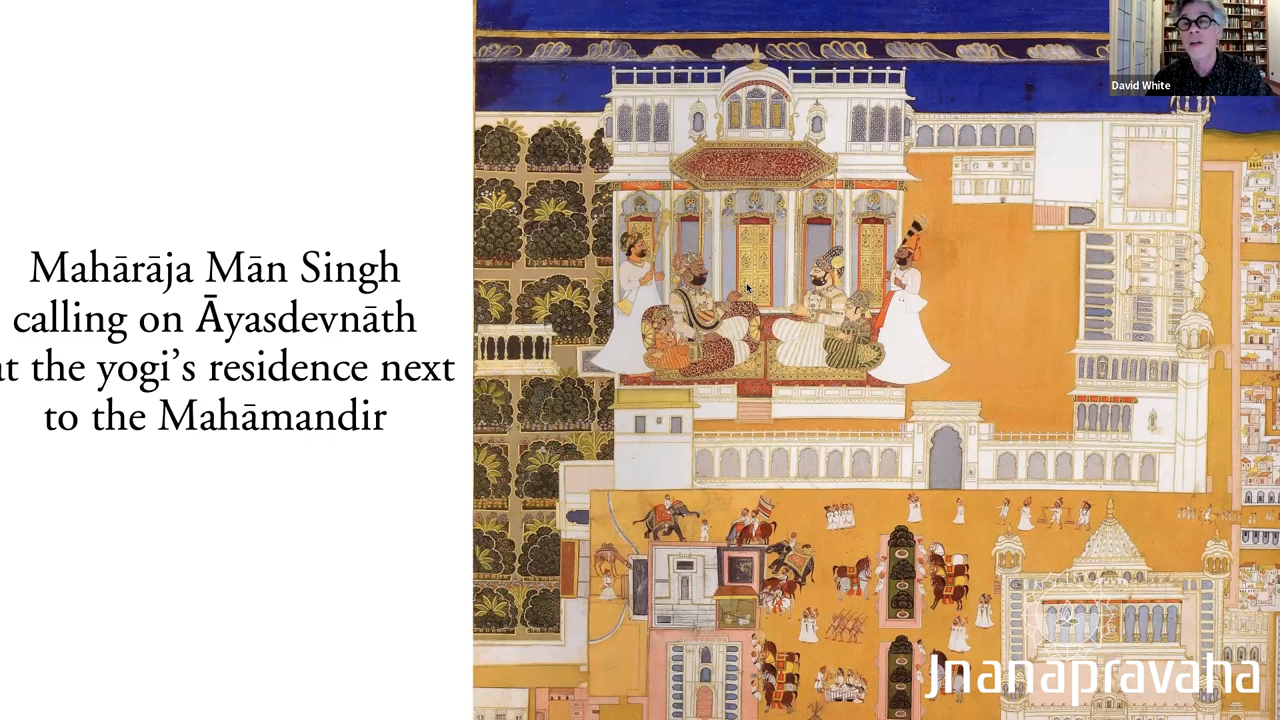 David White
Mahārāja Mān Singh
calling on Āyasdevnāth
at the yogi’s residence next
to the Mahāmandir
Jnanapravaha